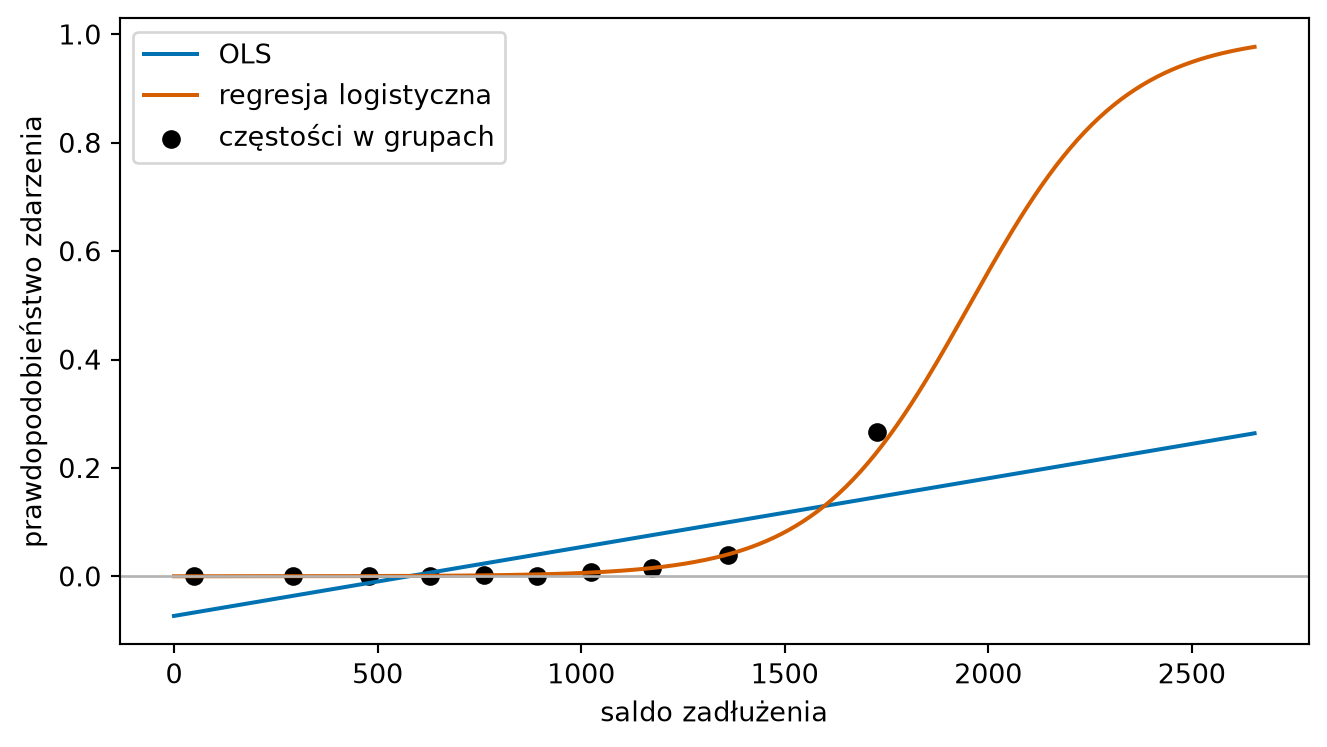 1.0
0.8
0.6
0.4
0.2
0.0
prawdopodobieństwo zdarzenia
OLS
regresja logistyczna
częstości w grupach
0
500
1000
1500
2000
2500
saldo zadłużenia